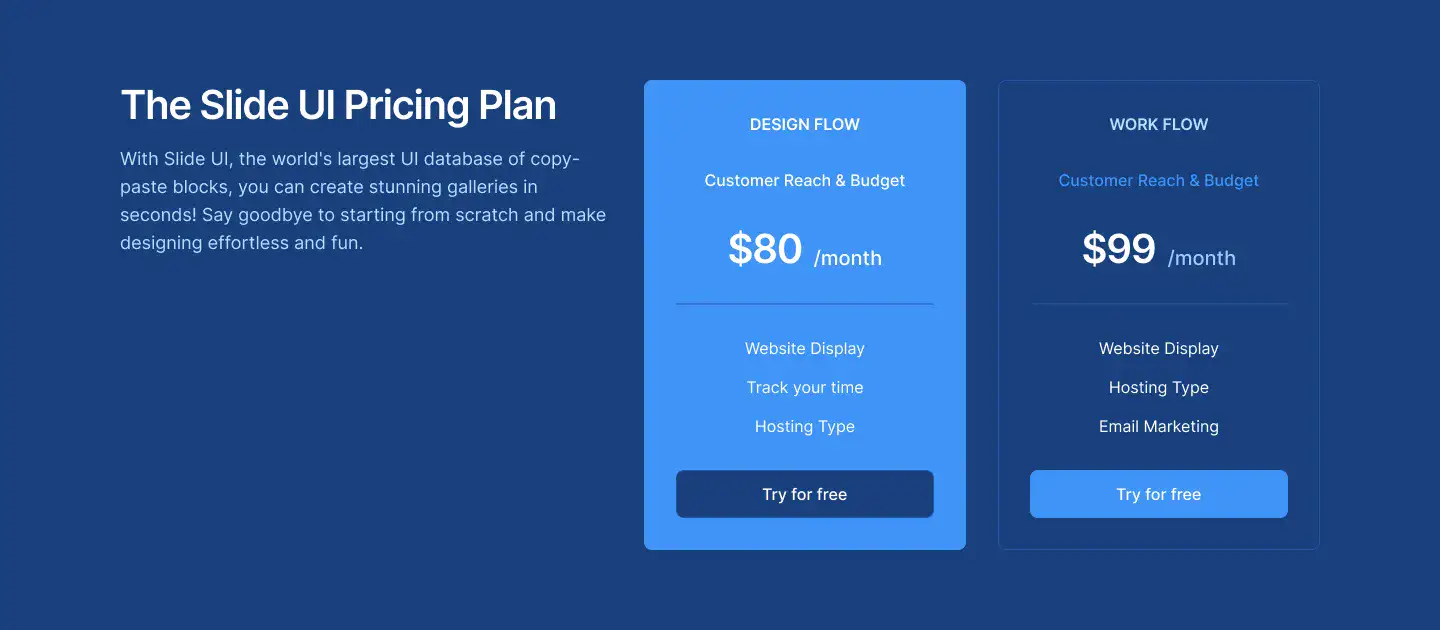 The Slide UI Pricing Plan
With Slide UI, the world's largest UI database of copy-
paste blocks, you can create stunning galleries in
seconds! Say goodbye to starting from scratch and make
designing effortless and fun.
DESIGN FLOW
Customer Reach & Budget
$80 /month
Website Display
Track your time
Hosting Type
Try for free
WORK FLOW
Customer Reach & Budget
$99 /month
Website Display
Hosting Type
Email Marketing
Try for free